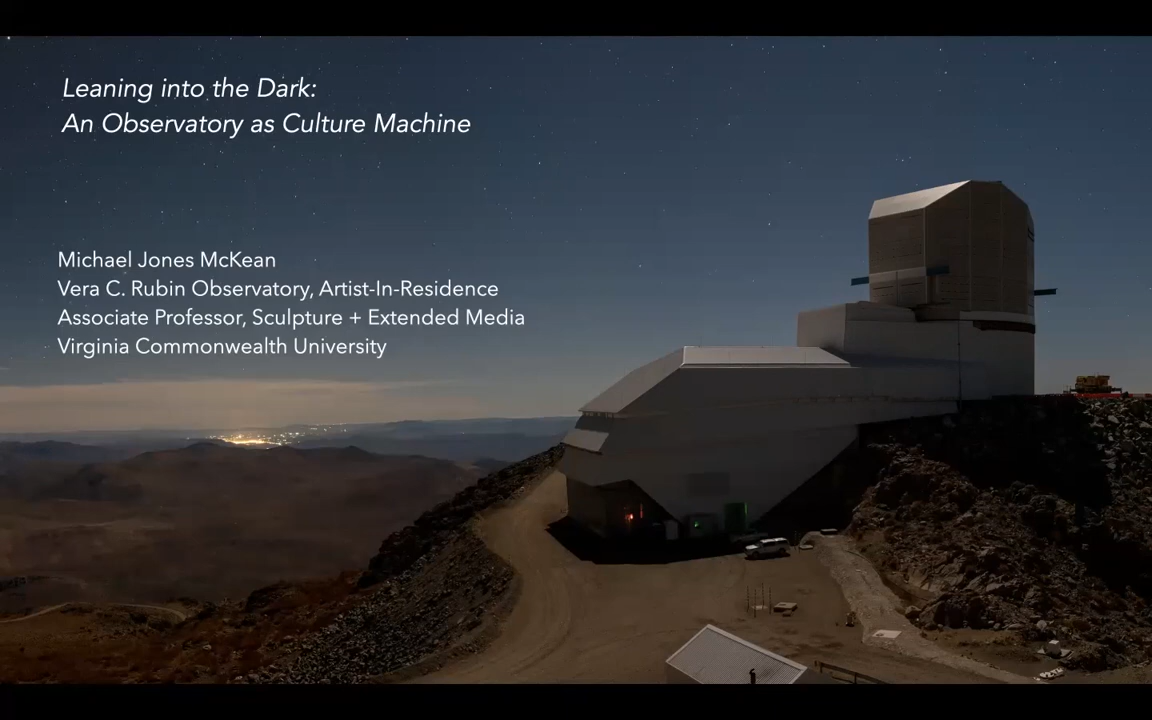 Leaning into the Dark:
An Observatory as Culture Machine
Michael Jones McKean
Vera C. Rubin Observatory, Artist-In-Residence
Associate Professor, Sculpture + Extended Media
Virginia Commonwealth University